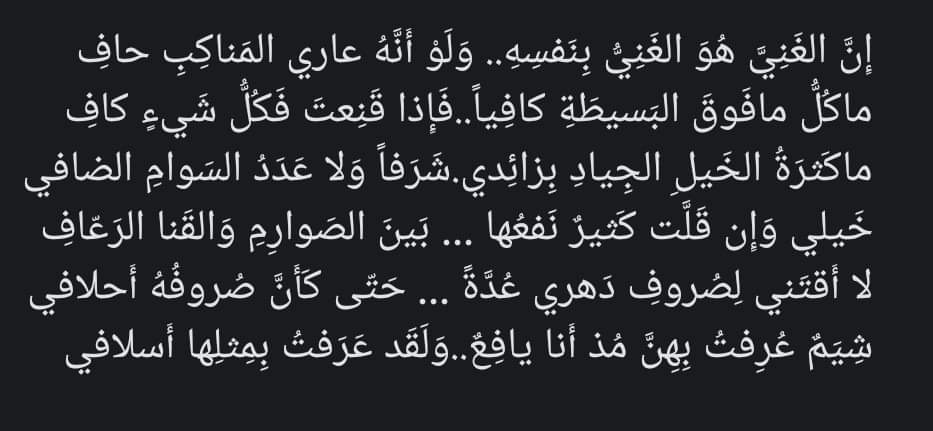 إِنَّ الغَنِيَّ هُوَ الغَنِيُّ بِنَفسِهِ.. وَلَوْ أَنَّهُ عاري المَناكِبِ حافِ
ماكُلُّ مافَوقَ البَسيطَةِ كافِياً..فَإِذا قَنِعتَ فَكُلُّ شَيءٍ كافِ
ماكَثرَةُ الخَيلِ الجِيادِ بِزائِدي.شَرَفاً وَلا عَدَدُ السَوامِ الضافي
خَيلي وَإِن قَلَّت كَثيرٌ نَفعُها ... بَينَ الصَوارِمِ وَالقَنا الرَعّافِ
لا أَقتَني لِصُروفِ دَهري عُدَّةً ... حَتّى كَأَنَّ صُروفُهُ أَحلافي
شِيَمٌ عُرِفتُ بِهِنَّ مُذ أَنا يافِعٌ..وَلَقَد عَرَفتُ بِمِثلِها أَسلافي